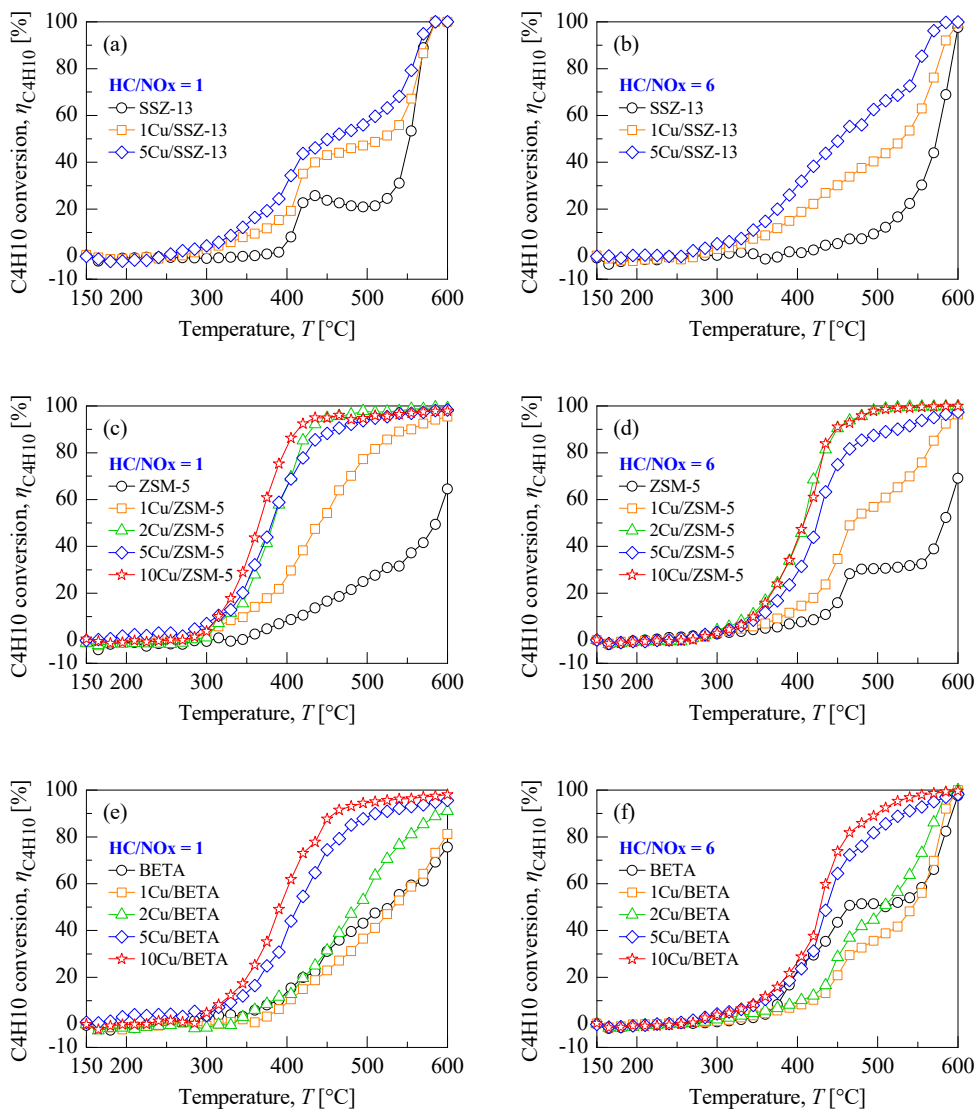 C4H10 conversion, η C4H10 [%]
100
80
60
40
20
0
-10
(a)
HC/NOx = 1
SSZ-13
1Cu/SSZ-13
5Cu/SSZ-13
150 200 300 400 500 600
Temperature, T [°C]
C4H10 conversion, η C4H10 [%]
100
80
60
40
20
0
-10
(b)
HC/NOx = 6
SSZ-13
1Cu/SSZ-13
5Cu/SSZ-13
150 200 300 400 500 600
Temperature, T [°C]
C4H10 conversion, η C4H10 [%]
100
80
60
40
20
0
-10
(c)
HC/NOx = 1
ZSM-5
1Cu/ZSM-5
2Cu/ZSM-5
5Cu/ZSM-5
10Cu/ZSM-5
150 200 300 400 500 600
Temperature, T [°C]
C4H10 conversion, η C4H10 [%]
100
80
60
40
20
0
-10
(d)
HC/NOx = 6
ZSM-5
1Cu/ZSM-5
2Cu/ZSM-5
5Cu/ZSM-5
10Cu/ZSM-5
150 200 300 400 500 600
Temperature, T [°C]
C4H10 conversion, η C4H10 [%]
100
80
60
40
20
0
-10
(e)
HC/NOx = 1
BETA
1Cu/BETA
2Cu/BETA
5Cu/BETA
10Cu/BETA
150 200 300 400 500 600
Temperature, T [°C]
C4H10 conversion, η C4H10 [%]
100
80
60
40
20
0
-10
(f)
HC/NOx = 6
BETA
1Cu/BETA
2Cu/BETA
5Cu/BETA
10Cu/BETA
150 200 300 400 500 600
Temperature, T [°C]